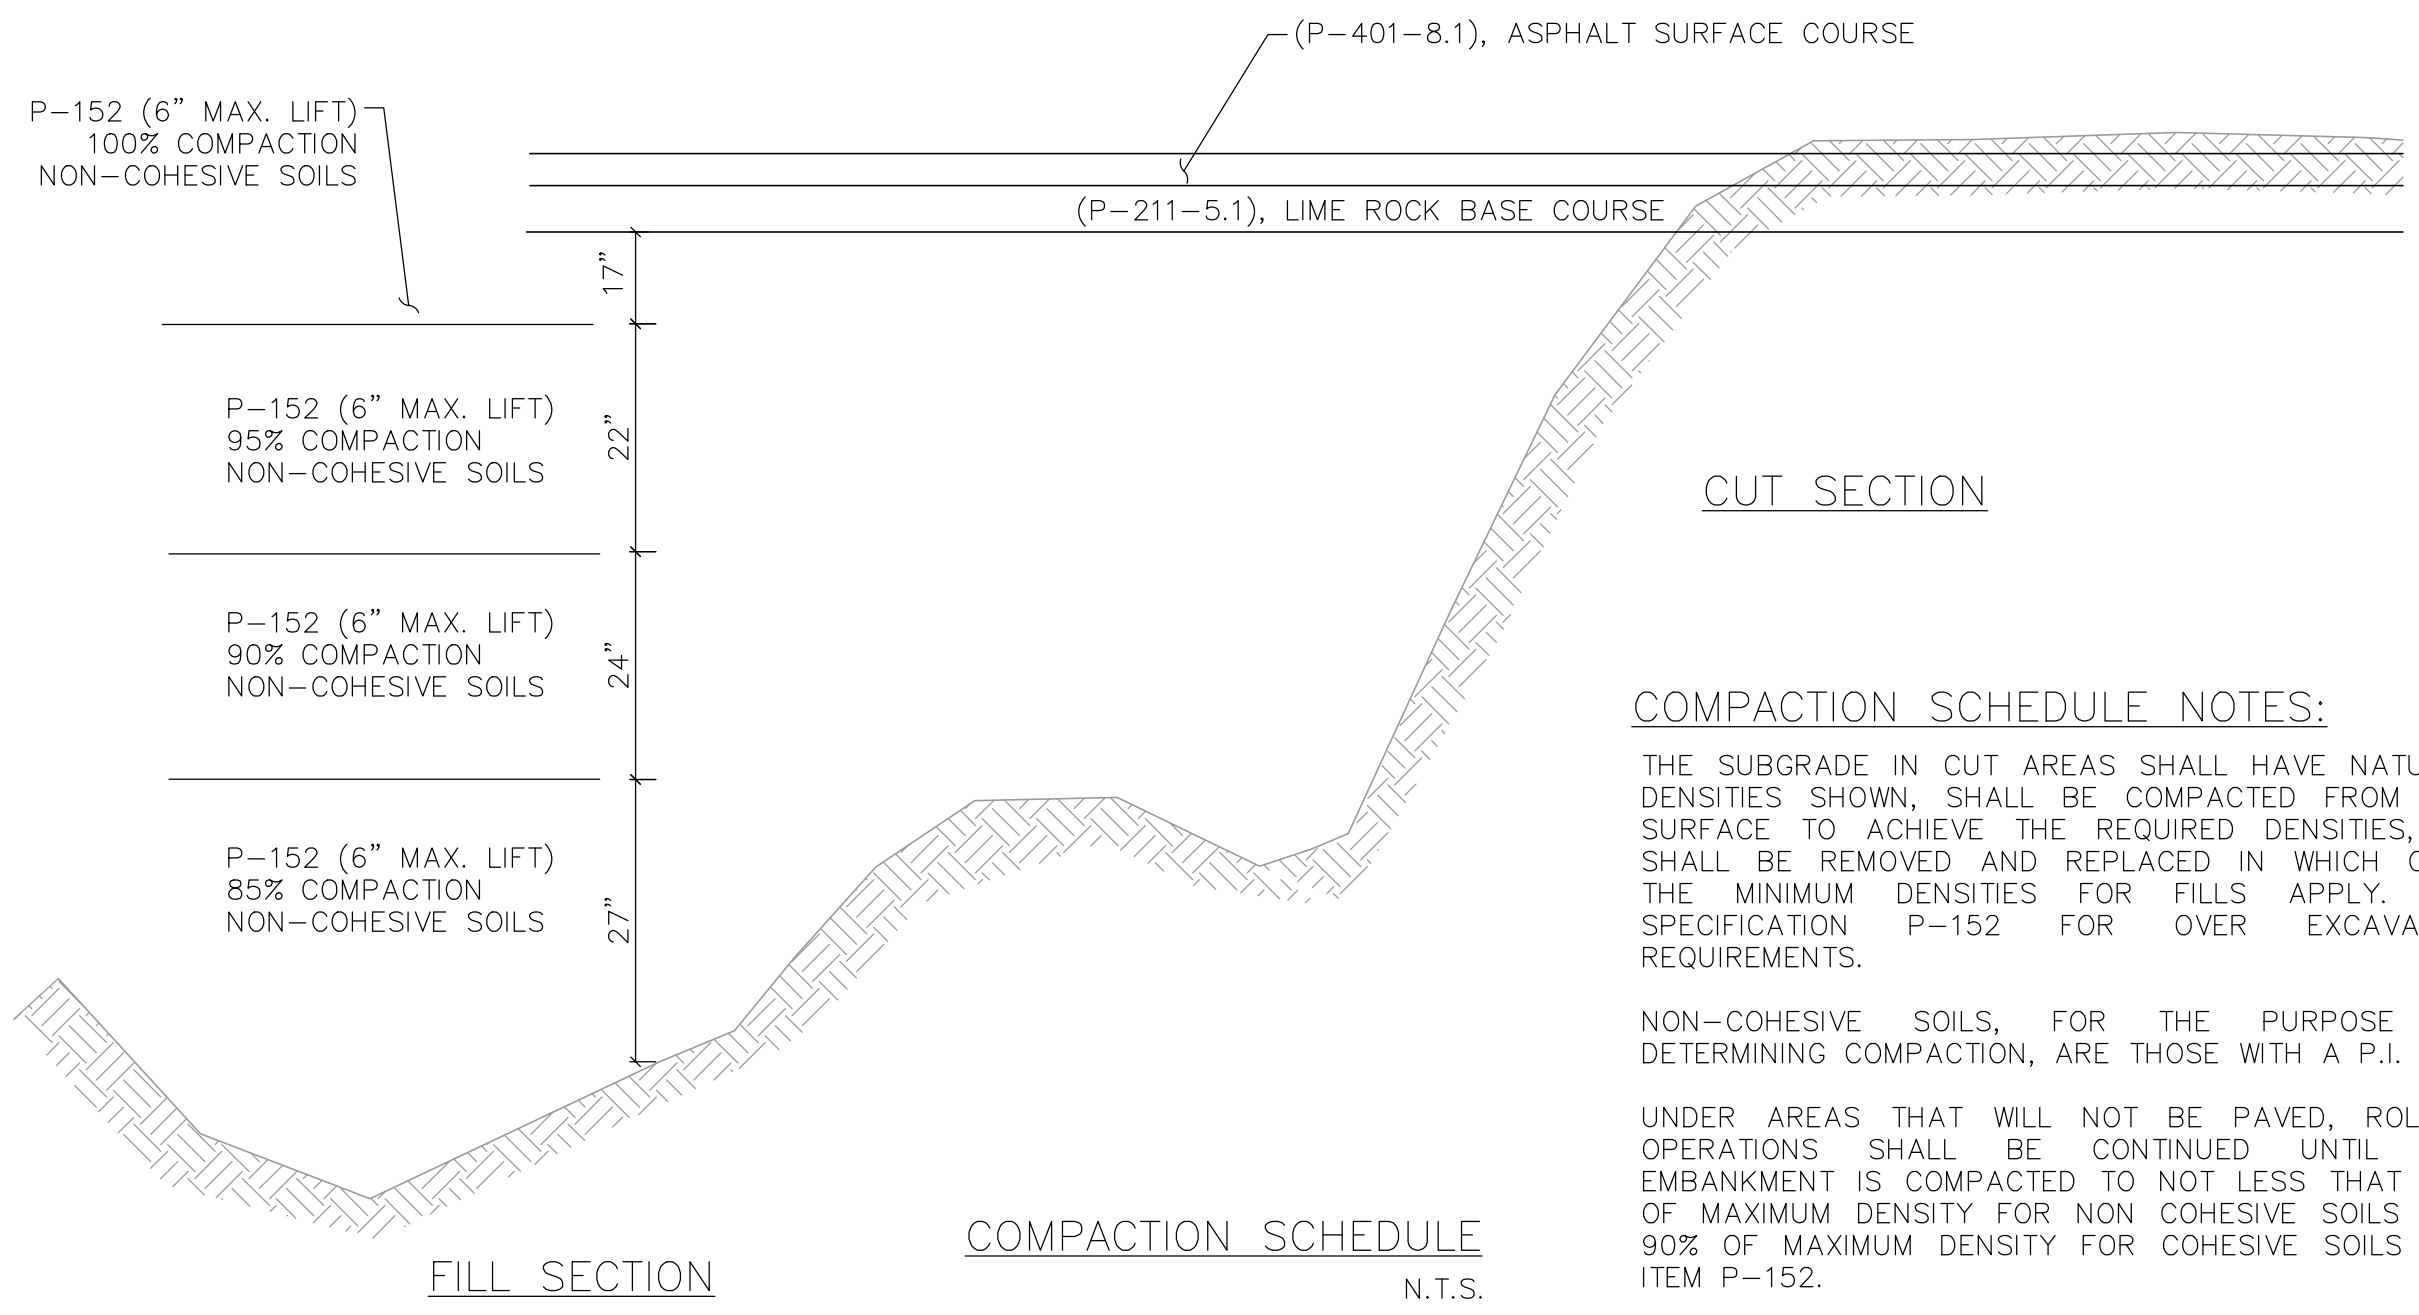 (P-401-8.1), ASPHALT SURFACE COURSE
P-152 (6" MAX. LIFT)
100% COMPACTION
NON-COHESIVE SOILS
(P-211-5.1), LIME ROCK BASE COURSE
17"
P-152 (6" MAX. LIFT)
95% COMPACTION
NON-COHESIVE SOILS
22"
CUT SECTION
P-152 (6" MAX. LIFT)
90% COMPACTION
NON-COHESIVE SOILS
24"
P-152 (6" MAX. LIFT)
85% COMPACTION
NON-COHESIVE SOILS
27"
FILL SECTION
COMPACTION SCHEDULE
N.T.S.
COMPACTION SCHEDULE NOTES:
THE SUBGRADE IN CUT AREAS SHALL HAVE
DENSITIES SHOWN, SHALL BE COMPACTED FROM
SURFACE TO ACHIEVE THE REQUIRED DENSITIES,
SHALL BE REMOVED AND REPLACED IN WHICH
THE MINIMUM DENSITIES FOR FILLS APPLY.
SPECIFICATION P-152 FOR OVER
REQUIREMENTS.
NON-COHESIVE SOILS, FOR THE PURPOSE
DETERMINING COMPACTION, ARE THOSE WITH A P.I.
UNDER AREAS THAT WILL NOT BE PAVED,
OPERATIONS SHALL BE CONTINUED UNTIL
EMBANKMENT IS COMPACTED TO NOT LESS THAT
OF MAXIMUM DENSITY FOR NON COHESIVE SOILS
90% OF MAXIMUM DENSITY FOR COHESIVE SOILS
ITEM P-152.